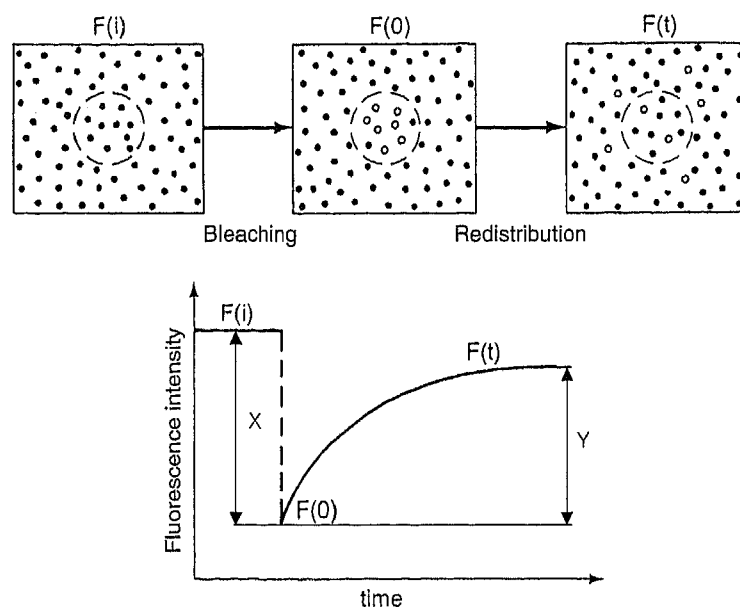 F(i) F(0) F(t)
Bleaching Redistribution
F(i)
F(t)
X
Y
F(0)
Fluorescence intensity
time